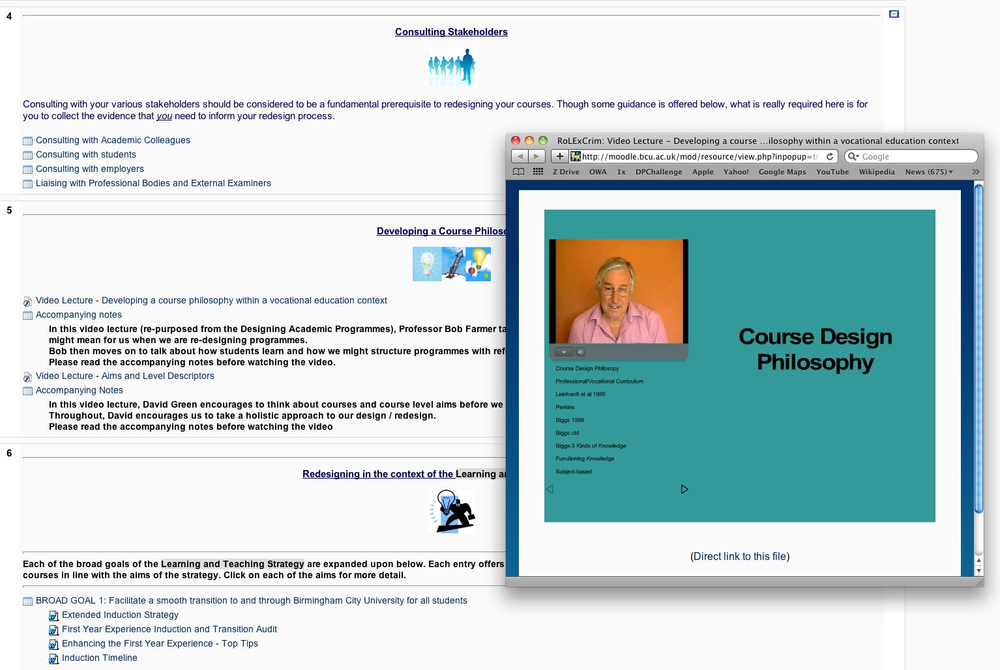 4
Consulting Stakeholders
Consulting with your various stakeholders should be considered to be a fundamental prerequisite to redesigning your courses. Though some guidance is offered below, what is really required here is for
you to collect the evidence that you need to inform your redesign process.
Consulting with Academic Colleagues
Consulting with students
Consulting with employers
Liaising with Professional Bodies and External Examiners
5
Developing a Course Philoso
Video Lecture - Developing a course philosophy within a vocational education context
Accompanying notes
In this video lecture (re-purposed from the Designing Academic Programmes), Professor Bob Farmer ta
might mean for us when we are re-designing programmes.
Bob then moves on to talk about how students learn and how we might structure programmes with ref
Please read the accompanying notes before watching the video.
Video Lecture - Aims and Level Descriptors
Accompanying Notes
In this video lecture, David Green encourages to think about courses and course level aims before we
Throughout, David encourages us to take a holistic approach to our design / redesign.
Please read the accompanying notes before watching the video
6
Redesigning in the context of the Learning a
Each of the broad goals of the Learning and Teaching Strategy are expanded upon below. Each entry offers
courses in line with the aims of the strategy. Click on each of the aims for more detail.
BROAD GOAL 1: Facilitate a smooth transition to and through Birmingham City University for all students
Extended Induction Strategy
First Year Experience Induction and Transition Audit
Enhancing the First Year Experience - Top Tips
Induction Timeline
RoLExCrim: Video Lecture - Developing a course ...ilosophy within a vocational education context
http://moodle.bcu.ac.uk/mod/resource/view.php?inpopup=tr
Google
Z Drive OWA 1x DPChallenge Apple Yahoo! Google Maps YouTube Wikipedia News (675)
Course Design
Philosophy
Course Design Philosopy
Professional/Vocational Curriculum
Leinhardt et al 1995
Perkins
Biggs 1999
Biggs ctd
Biggs-3 Kinds of Knowledge
Functioning Knowledge
Subject-based
(Direct link to this file)